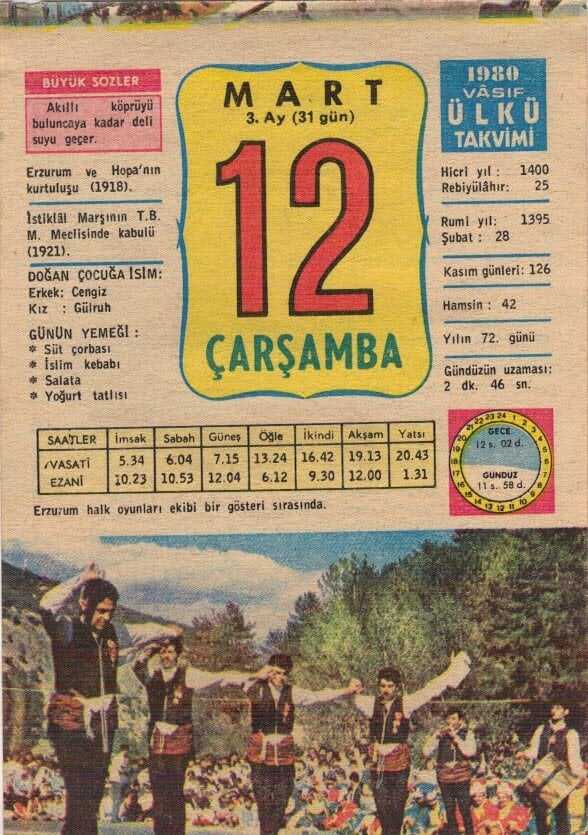 BÜYÜK SÖZLER
Akıllı köprüyü
buluncaya kadar deli
suyu geçer.
Erzurum ve Hopa'nın
kurtuluşu (1918).
İstiklâl Marşının T.B.
M. Meclisinde kabulü
(1921).
DOĞAN ÇOCUĞA İSİM:
Erkek: Cengiz
Kız : Gülruh
GÜNÜN YEMEĞİ :
* Süt çorbası
* İslim kebabı
* Salata
* Yoğurt tatlısı
MART
3. Ay (31 gün)
12
ÇARŞAMBA
1980
VÂSIF
ÜLKÜ
TAKVİMİ
Hicri yıl : 1400
Rebiyülâhır: 25
Rumi yıl: 1395
Şubat : 28
Kasım günleri: 126
Hamsin : 42
Yılın 72. günü
Gündüzün uzaması:
2 dk. 46 sn.
SAATLER İmsak Sabah Güneş Öğle İkindi Akşam Yatsı
VASATİ 5.34 6.04 7.15 13.24 16.42 19.13 20.43
EZANİ 10.23 10.53 12.04 6.12 9.30 12.00 1.31
GECE
12 s. 02 d.
GÜNDÜZ
11 s. 58 d.
Erzurum halk oyunları ekibi bir gösteri sırasında.